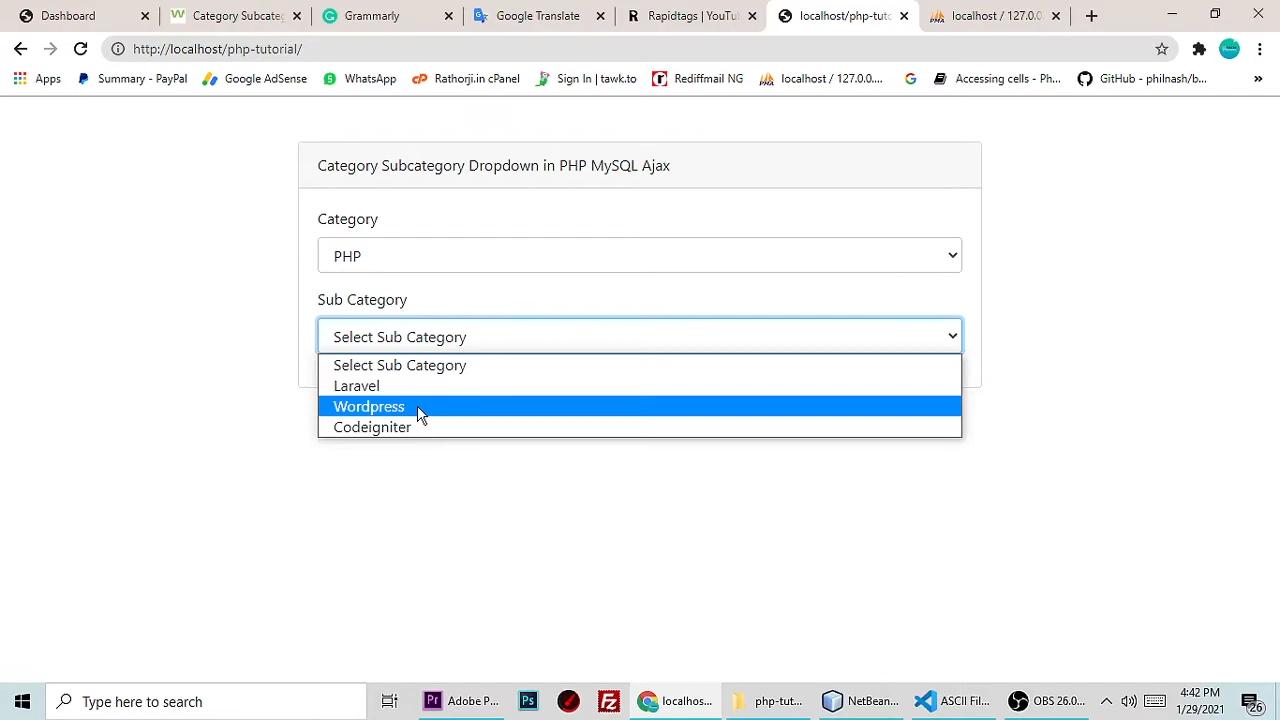 Dashboard
Category Subcateg
Grammarly
Google Translate
Rapidtags | YouTu
localhost/php-tuto
localhost / 127.0.0.
http://localhost/php-tutorial/
Apps
Summary - PayPal
Google AdSense
WhatsApp
Rathorji.in cPanel
Sign In | tawk.to
Rediffmail NG
localhost / 127.0.0....
Accessing cells - Ph...
GitHub - philnash/b...
Category Subcategory Dropdown in PHP MySQL Ajax
Category
PHP
Sub Category
Select Sub Category
Select Sub Category
Laravel
Wordpress
Codeigniter
Type here to search
Adobe P...
localhos...
php-tut...
NetBean...
ASCII Fil...
OBS 26.0...
4:42 PM
1/29/2021
26